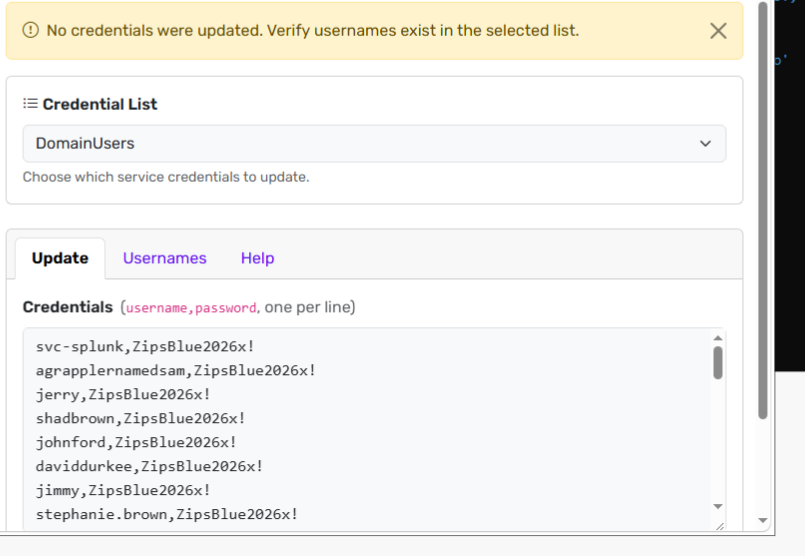 No credentials were updated. Verify usernames exist in the selected list.
Credential List
DomainUsers
Choose which service credentials to update.
Update Usernames Help
Credentials (username,password, one per line)
svc-splunk,ZipsBlue2026x!
agrapplernamedsam,ZipsBlue2026x!
jerry,ZipsBlue2026x!
shadbrown,ZipsBlue2026x!
johnford,ZipsBlue2026x!
daviddurkee,ZipsBlue2026x!
jimmy,ZipsBlue2026x!
stephanie.brown,ZipsBlue2026x!